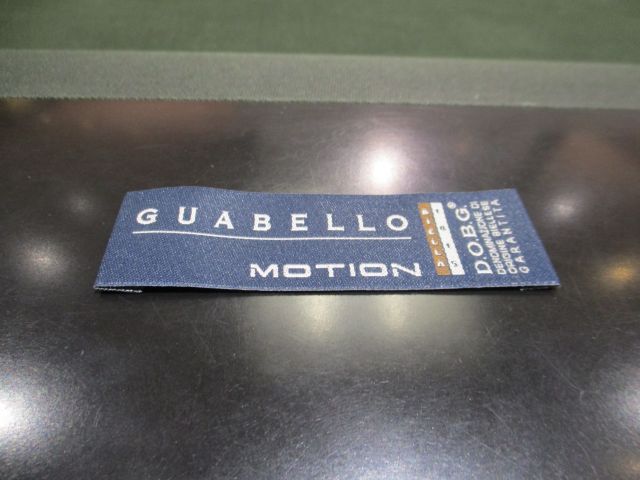 GUABELLO
MOTION
D.O.B.G.®
DENOMINAZIONE DI
ORIGINE BIELLESE
GARANTITA